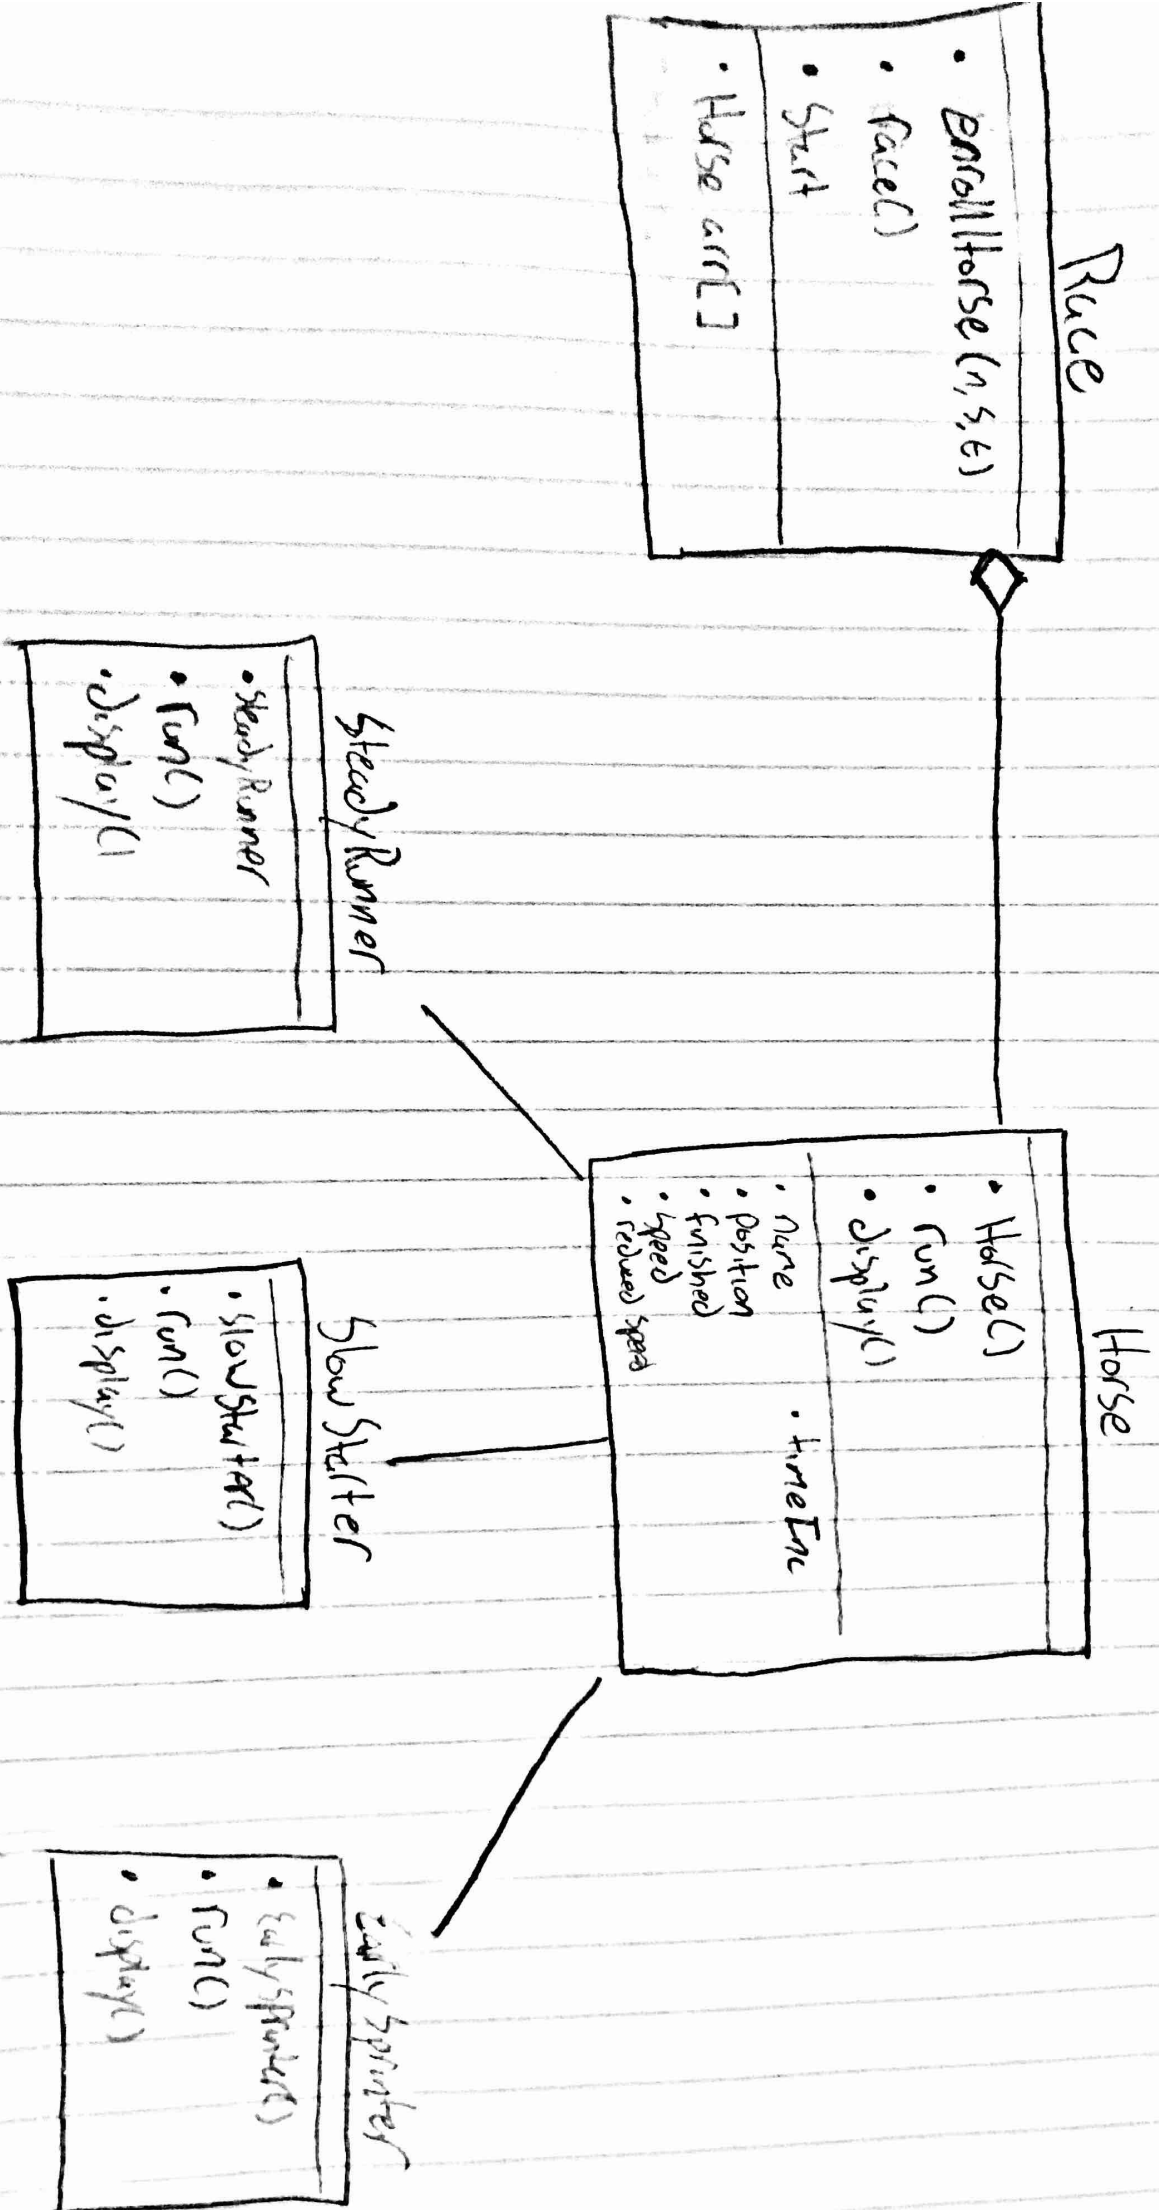 Race
• enrollHorse(n,s,t)
• race()
• Start
• Horse arr[]
Horse
• Horse()
• run()
• display()
• name
• timeInc
• position
• finished
• speed
• reduced speed
SteadyRunner
• SteadyRunner
• run()
• display()
SlowStarter
• SlowStarter()
• run()
• display()
EarlySprinter
• EarlySprinter()
• run()
• display()